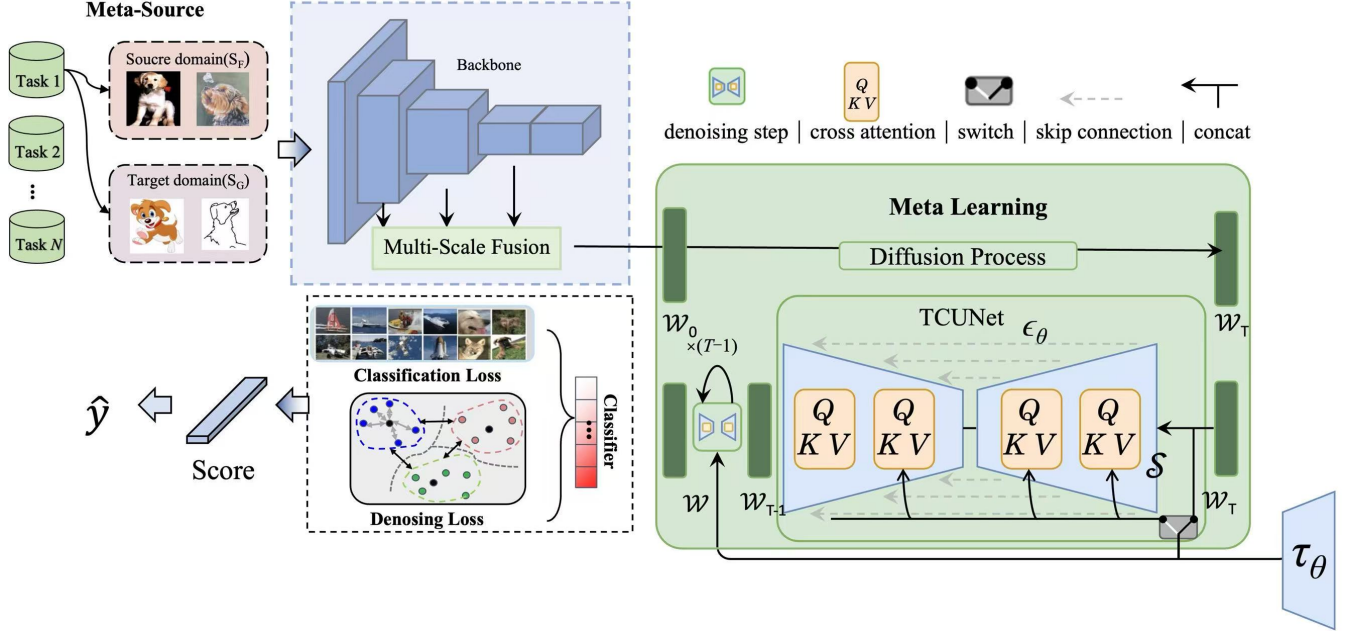 Meta-Source
Task 1
Task 2
Task N
Soucre domain(S_F)
Target domain(S_G)
Backbone
Multi-Scale Fusion
denoising step | cross attention | switch | skip connection | concat
Q
K V
Meta Learning
Diffusion Process
𝒲_0
𝒲_T
×(T−1)
TCUNet
ϵ_θ
Q
K V
Q
K V
Q
K V
Q
K V
𝒮
𝒲
𝒲_T-1
𝒲_T
τ_θ
Classification Loss
Denosing Loss
Classifier
Score
ŷ